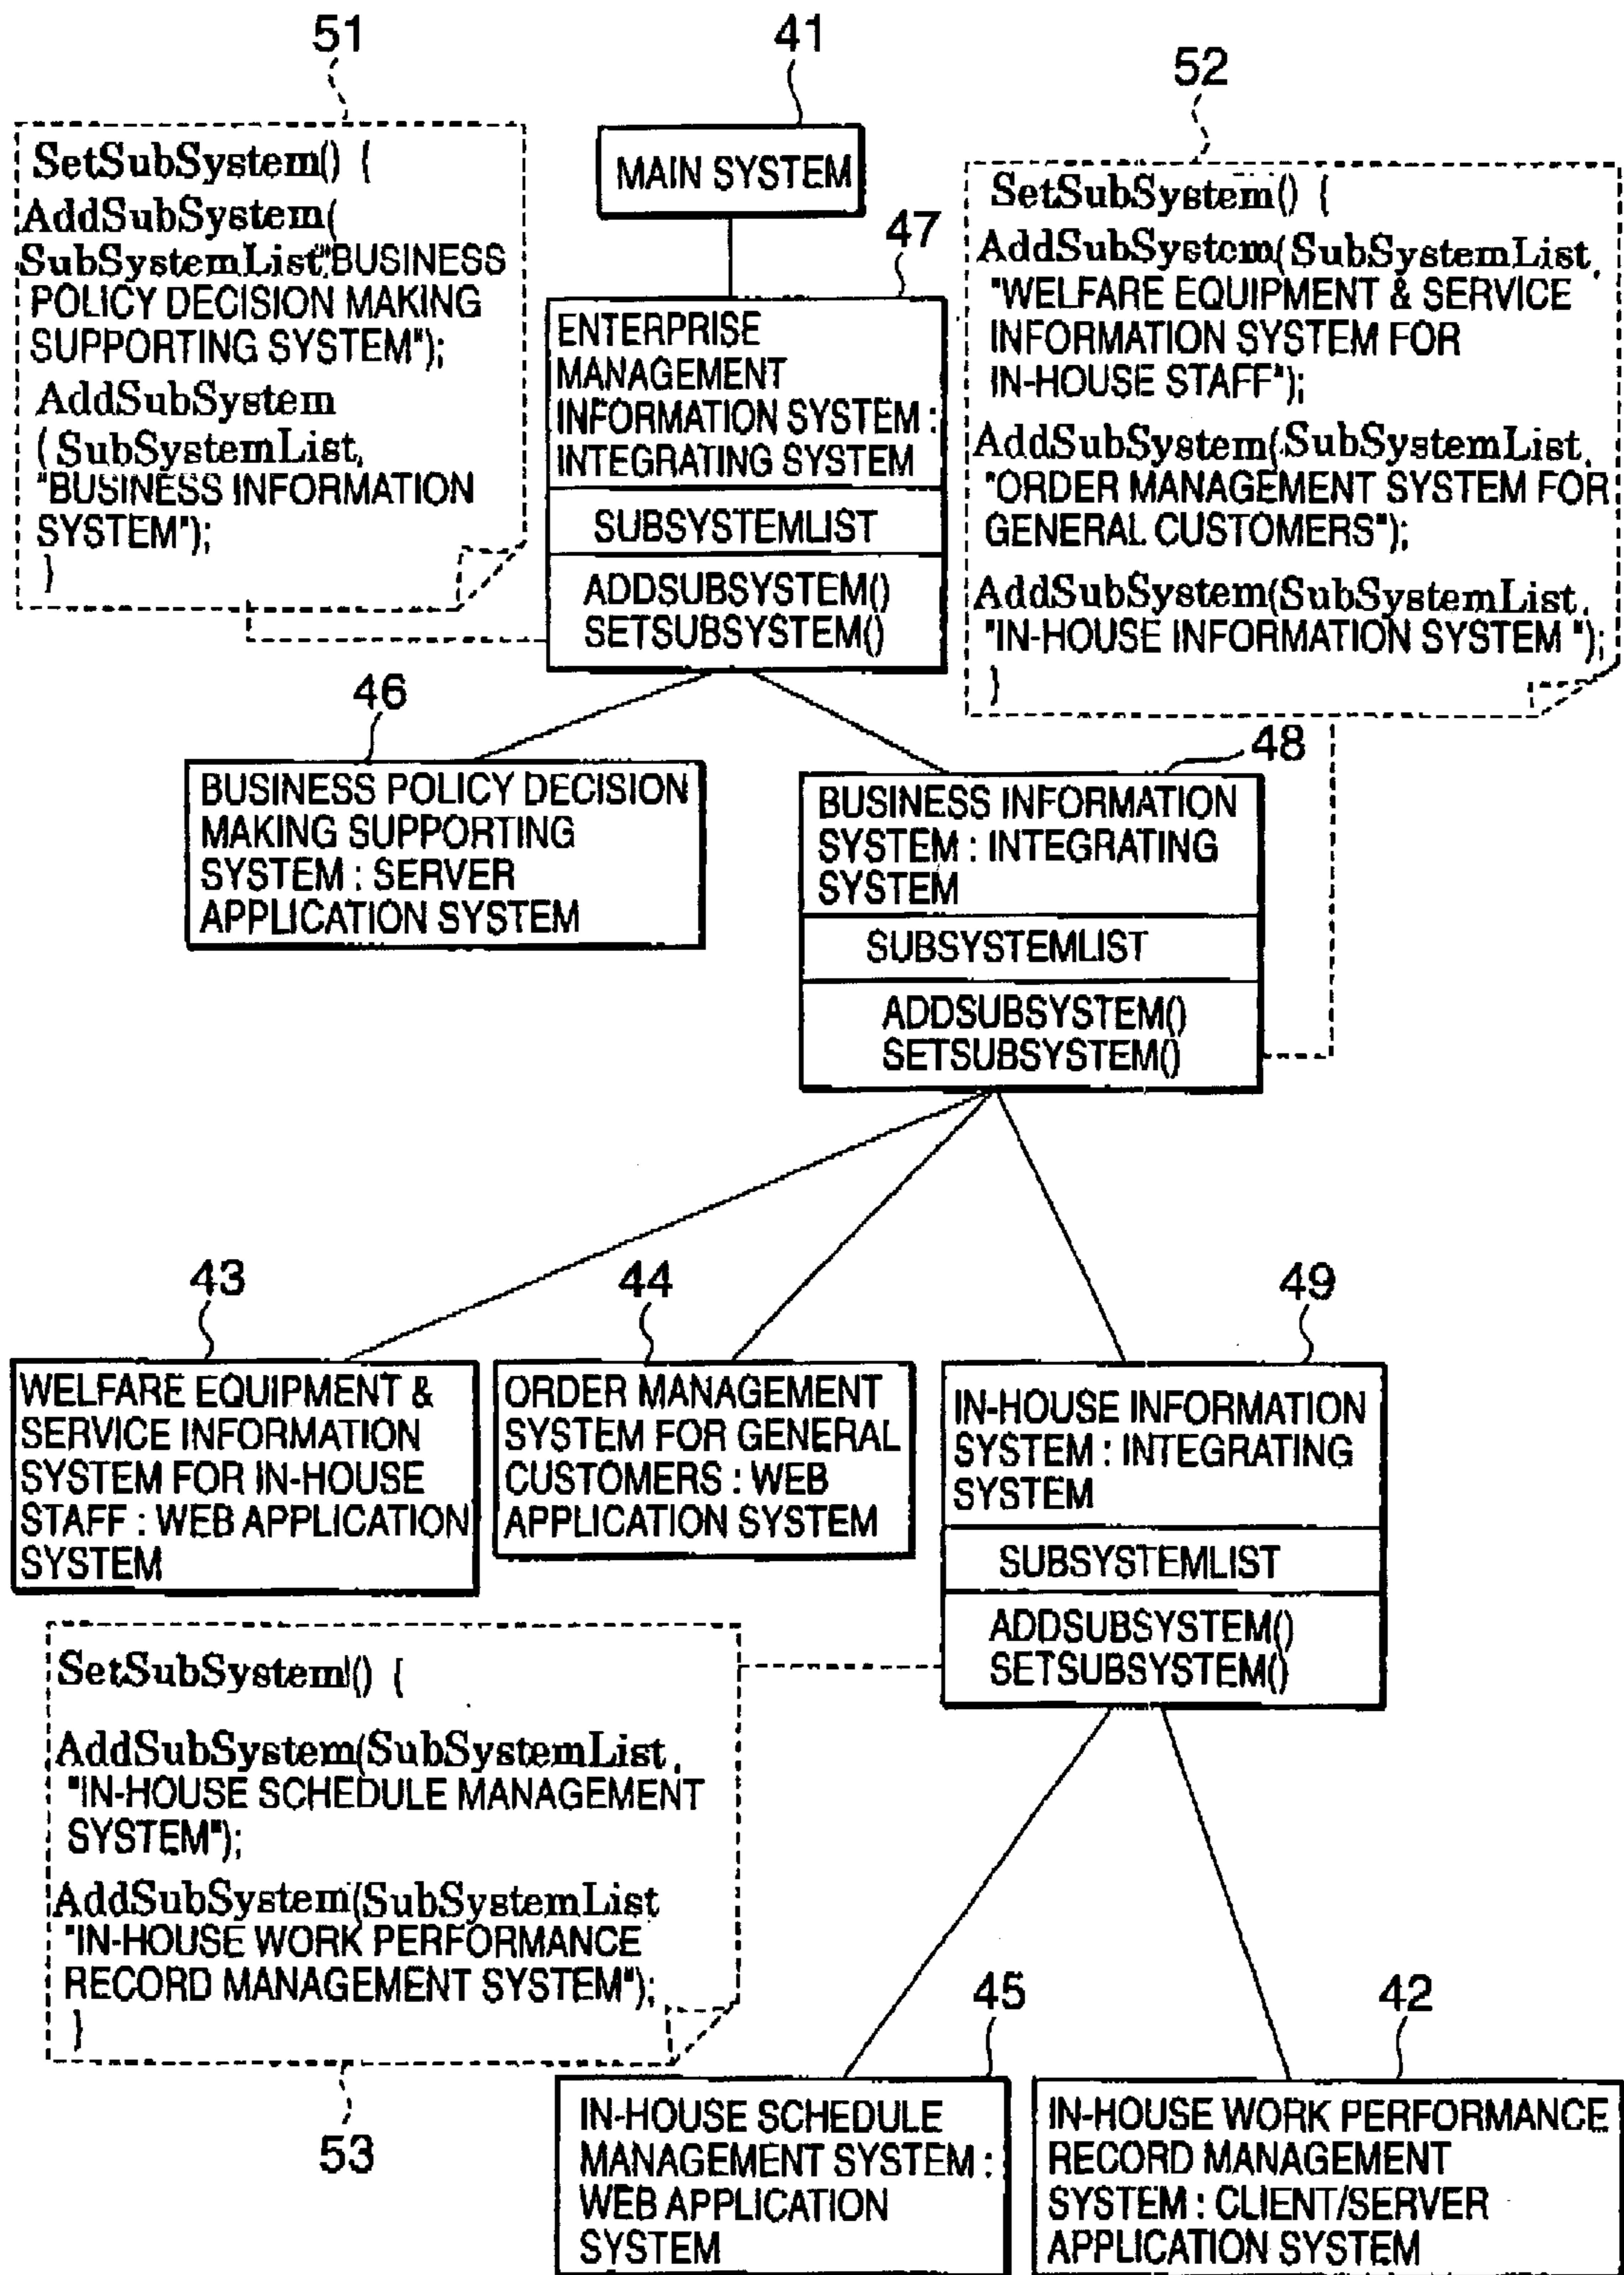 51
41
52
SetSubSystem() {
AddSubSystem(
SubSystemList,"BUSINESS
POLICY DECISION MAKING
SUPPORTING SYSTEM");
AddSubSystem
(SubSystemList,
"BUSINESS INFORMATION
SYSTEM");
}
MAIN SYSTEM
47
ENTERPRISE
MANAGEMENT
INFORMATION SYSTEM :
INTEGRATING SYSTEM
SUBSYSTEMLIST
ADDSUBSYSTEM()
SETSUBSYSTEM()
SetSubSystem() {
AddSubSystem(SubSystemList,
"WELFARE EQUIPMENT & SERVICE
INFORMATION SYSTEM FOR
IN-HOUSE STAFF");
AddSubSystem(SubSystemList,
"ORDER MANAGEMENT SYSTEM FOR
GENERAL CUSTOMERS");
AddSubSystem(SubSystemList,
"IN-HOUSE INFORMATION SYSTEM ");
}
46
BUSINESS POLICY DECISION
MAKING SUPPORTING
SYSTEM : SERVER
APPLICATION SYSTEM
48
BUSINESS INFORMATION
SYSTEM : INTEGRATING
SYSTEM
SUBSYSTEMLIST
ADDSUBSYSTEM()
SETSUBSYSTEM()
43
WELFARE EQUIPMENT &
SERVICE INFORMATION
SYSTEM FOR IN-HOUSE
STAFF : WEB APPLICATION
SYSTEM
44
ORDER MANAGEMENT
SYSTEM FOR GENERAL
CUSTOMERS : WEB
APPLICATION SYSTEM
49
IN-HOUSE INFORMATION
SYSTEM : INTEGRATING
SYSTEM
SUBSYSTEMLIST
ADDSUBSYSTEM()
SETSUBSYSTEM()
SetSubSystem() {
AddSubSystem(SubSystemList,
"IN-HOUSE SCHEDULE MANAGEMENT
SYSTEM");
AddSubSystem(SubSystemList
"IN-HOUSE WORK PERFORMANCE
RECORD MANAGEMENT SYSTEM");
}
53
45
IN-HOUSE SCHEDULE
MANAGEMENT SYSTEM :
WEB APPLICATION
SYSTEM
42
IN-HOUSE WORK PERFORMANCE
RECORD MANAGEMENT
SYSTEM : CLIENT/SERVER
APPLICATION SYSTEM